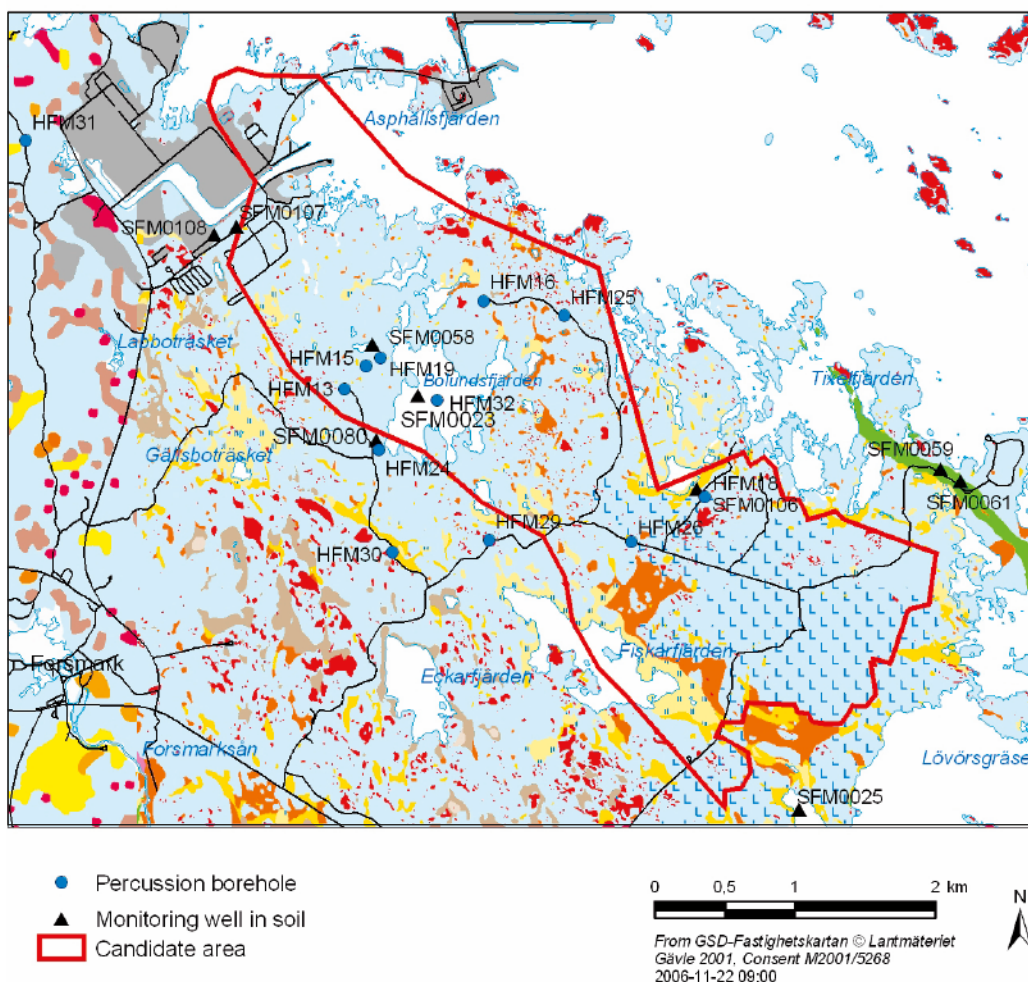 Asphällsfjärden
HFM31
SFM0107
SFM0108
HFM16
HFM25
Labboträsket
SFM0058
HFM15
HFM19
Bolundsfjärden
Tixelfjärden
HFM13
HFM32
SFM0023
SFM0080
Gällsboträsket
HFM24
SFM0059
HFM18
SFM0061
SFM0106
HFM29
HFM26
HFM30
Forsmark
Eckarfjärden
Fiskarfjärden
Forsmarksån
Lövörsgräse
SFM0025
Percussion borehole
Monitoring well in soil
Candidate area
0 0,5 1 2 km
N
From GSD-Fastighetskartan © Lantmäteriet
Gävle 2001, Consent M2001/5268
2006-11-22 09:00